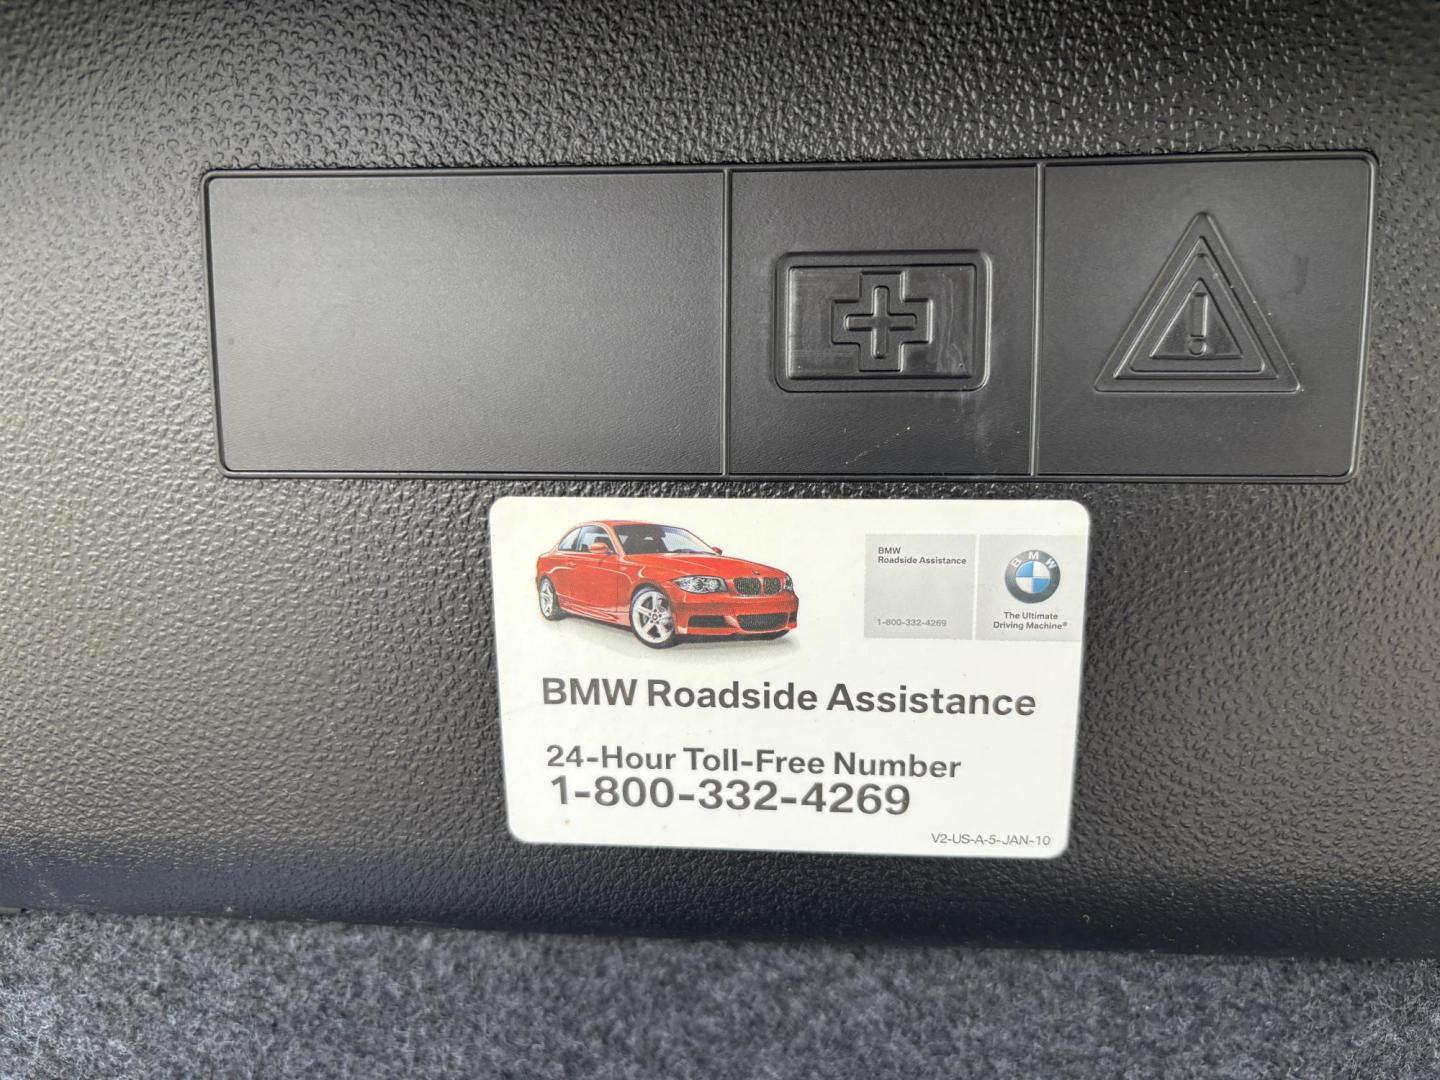 BMW
Roadside Assistance
1-800-332-4269
BMW
The Ultimate
Driving Machine®
BMW Roadside Assistance
24-Hour Toll-Free Number
1-800-332-4269
V2-US-A-5-JAN-10